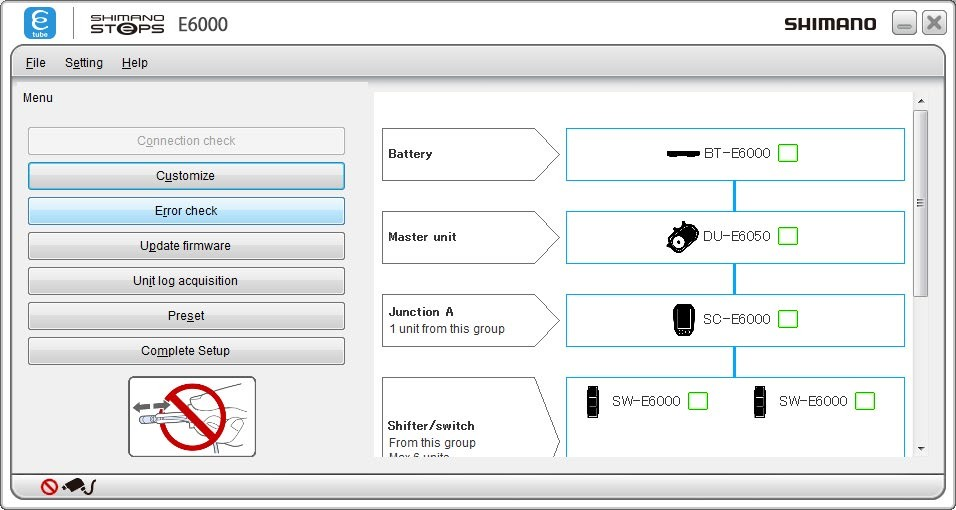 tube
SHIMANO
STEPS E6000
SHIMANO
File Setting Help
Menu
Connection check
Customize
Error check
Update firmware
Unit log acquisition
Preset
Complete Setup
Battery
BT-E6000
Master unit
DU-E6050
Junction A
1 unit from this group
SC-E6000
SW-E6000 SW-E6000
Shifter/switch
From this group
Max 6 units